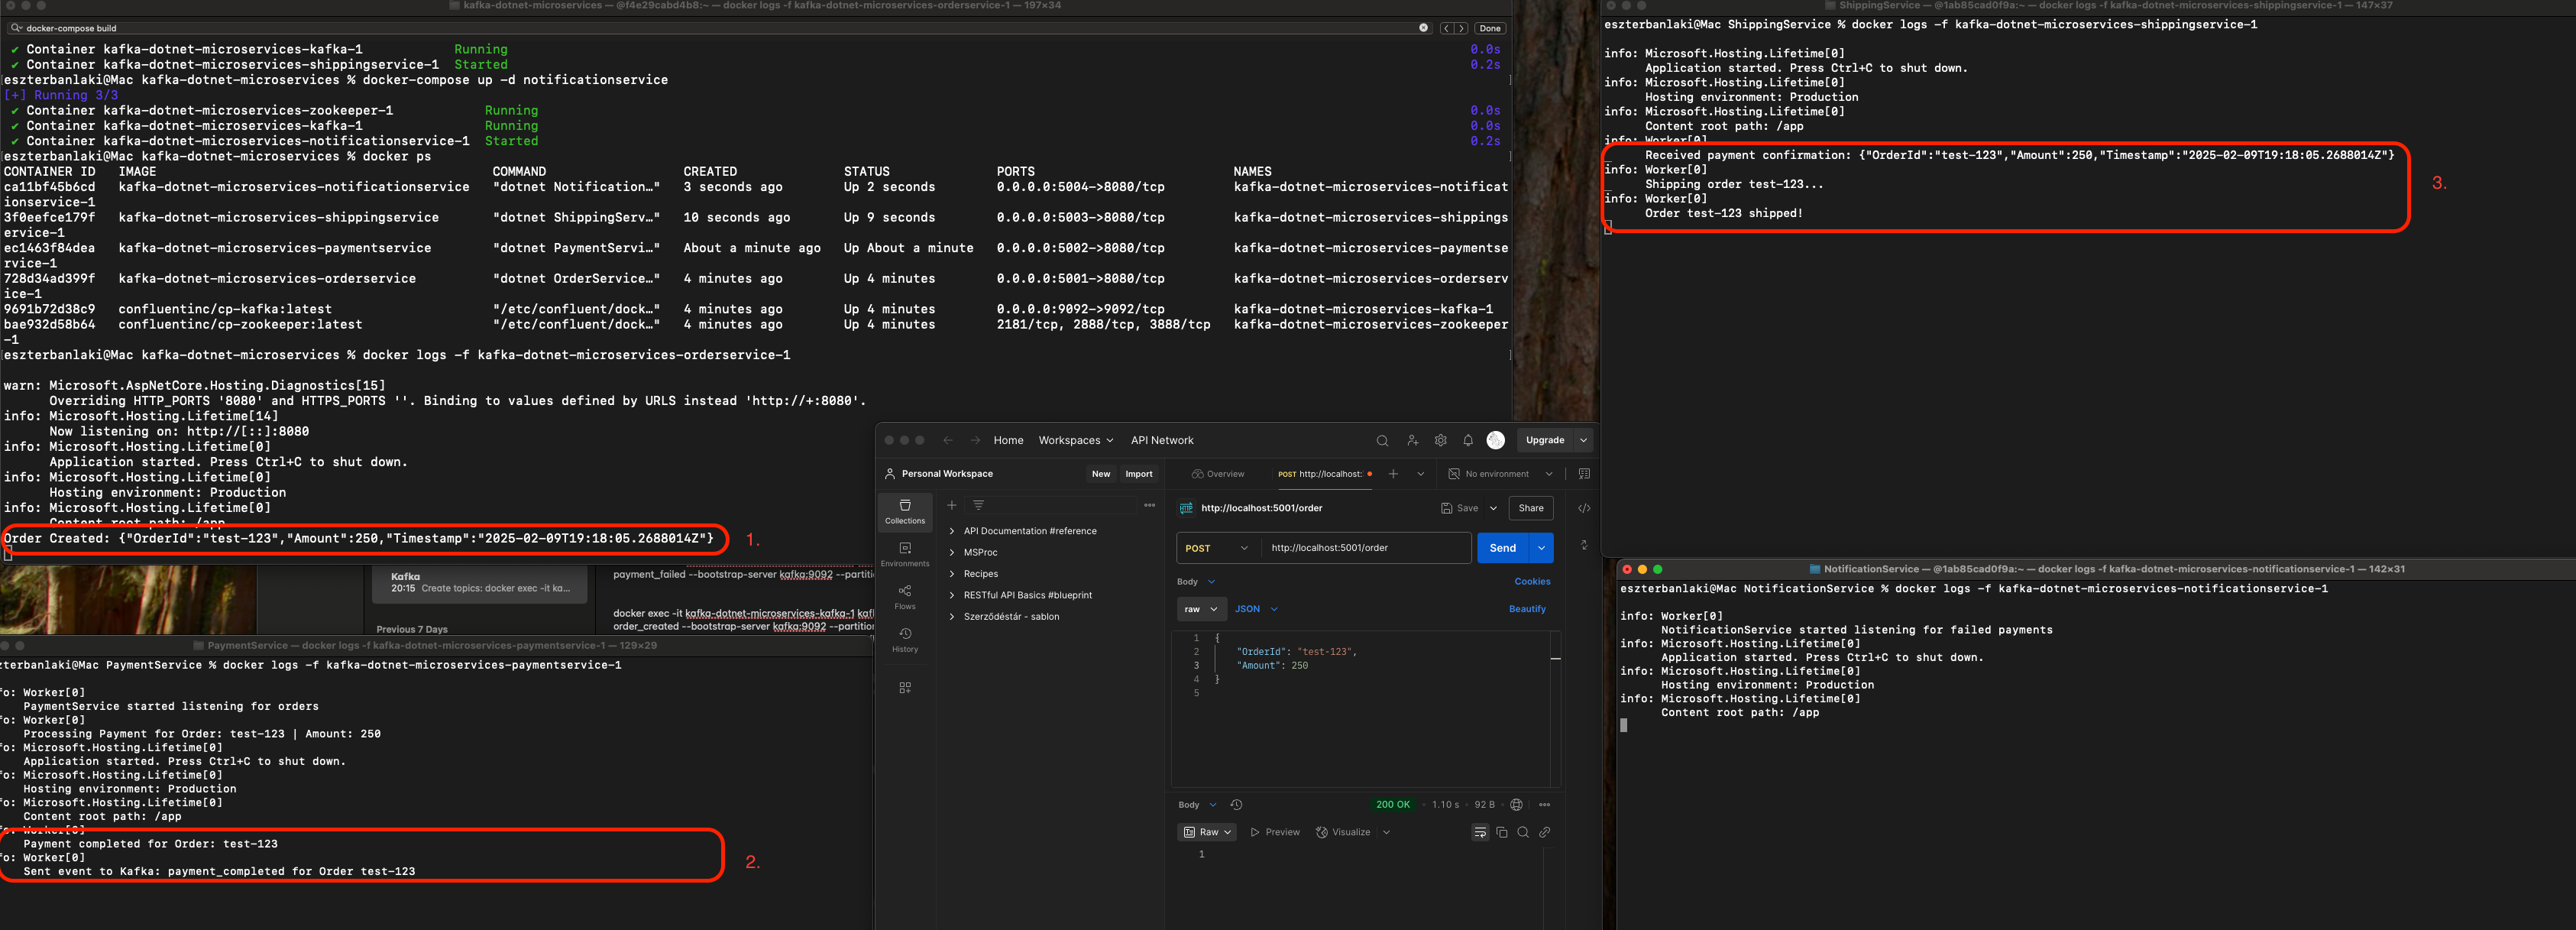 kafka-dotnet-microservices — @f4e29cabd4b8:~ — docker logs -f kafka-dotnet-microservices-orderservice-1 — 197×34
docker-compose build
Done
✔ Container kafka-dotnet-microservices-kafka-1 Running 0.0s
✔ Container kafka-dotnet-microservices-shippingservice-1 Started 0.2s
eszterbanlaki@Mac kafka-dotnet-microservices % docker-compose up -d notificationservice
[+] Running 3/3
✔ Container kafka-dotnet-microservices-zookeeper-1 Running 0.0s
✔ Container kafka-dotnet-microservices-kafka-1 Running 0.0s
✔ Container kafka-dotnet-microservices-notificationservice-1 Started 0.2s
eszterbanlaki@Mac kafka-dotnet-microservices % docker ps
CONTAINER ID IMAGE COMMAND CREATED STATUS PORTS NAMES
ca11bf45b6cd kafka-dotnet-microservices-notificationservice "dotnet Notification…" 3 seconds ago Up 2 seconds 0.0.0.0:5004->8080/tcp kafka-dotnet-microservices-notificat
ionservice-1
3f0eefce179f kafka-dotnet-microservices-shippingservice "dotnet ShippingServ…" 10 seconds ago Up 9 seconds 0.0.0.0:5003->8080/tcp kafka-dotnet-microservices-shippings
ervice-1
ec1463f84dea kafka-dotnet-microservices-paymentservice "dotnet PaymentServi…" About a minute ago Up About a minute 0.0.0.0:5002->8080/tcp kafka-dotnet-microservices-paymentse
rvice-1
728d34ad399f kafka-dotnet-microservices-orderservice "dotnet OrderService…" 4 minutes ago Up 4 minutes 0.0.0.0:5001->8080/tcp kafka-dotnet-microservices-orderserv
ice-1
9691b72d38c9 confluentinc/cp-kafka:latest "/etc/confluent/dock…" 4 minutes ago Up 4 minutes 0.0.0.0:9092->9092/tcp kafka-dotnet-microservices-kafka-1
bae932d58b64 confluentinc/cp-zookeeper:latest "/etc/confluent/dock…" 4 minutes ago Up 4 minutes 2181/tcp, 2888/tcp, 3888/tcp kafka-dotnet-microservices-zookeeper
-1
eszterbanlaki@Mac kafka-dotnet-microservices % docker logs -f kafka-dotnet-microservices-orderservice-1
warn: Microsoft.AspNetCore.Hosting.Diagnostics[15]
Overriding HTTP_PORTS '8080' and HTTPS_PORTS ''. Binding to values defined by URLS instead 'http://+:8080'.
info: Microsoft.Hosting.Lifetime[14]
Now listening on: http://[::]:8080
info: Microsoft.Hosting.Lifetime[0]
Application started. Press Ctrl+C to shut down.
info: Microsoft.Hosting.Lifetime[0]
Hosting environment: Production
info: Microsoft.Hosting.Lifetime[0]
Content root path: /app
Order Created: {"OrderId":"test-123","Amount":250,"Timestamp":"2025-02-09T19:18:05.2688014Z"}
1.
Kafka
20:15 Create topics: docker exec -it ka...
Previous 7 Days
payment_failed --bootstrap-server kafka:9092 --partition
docker exec -it kafka-dotnet-microservices-kafka-1 kafk
order_created --bootstrap-server kafka:9092 --partition
PaymentService — docker logs -f kafka-dotnet-microservices-paymentservice-1 — 129×29
zterbanlaki@Mac PaymentService % docker logs -f kafka-dotnet-microservices-paymentservice-1
fo: Worker[0]
PaymentService started listening for orders
fo: Worker[0]
Processing Payment for Order: test-123 | Amount: 250
fo: Microsoft.Hosting.Lifetime[0]
Application started. Press Ctrl+C to shut down.
fo: Microsoft.Hosting.Lifetime[0]
Hosting environment: Production
fo: Microsoft.Hosting.Lifetime[0]
Content root path: /app
fo: Worker[0]
Payment completed for Order: test-123
fo: Worker[0]
Sent event to Kafka: payment_completed for Order test-123
2.
Home Workspaces API Network Upgrade
Personal Workspace New Import Overview POST http://localhost: No environment
Collections
Environments
Flows
History
API Documentation #reference
MSProc
Recipes
RESTful API Basics #blueprint
Szerződéstár - sablon
HTTP http://localhost:5001/order Save Share
POST http://localhost:5001/order Send
Body Cookies
raw JSON Beautify
1 {
2 "OrderId": "test-123",
3 "Amount": 250
4 }
5
Body 200 OK 1.10 s 92 B
Raw Preview Visualize
1
ShippingService — @1ab85cad0f9a:~ — docker logs -f kafka-dotnet-microservices-shippingservice-1 — 147×37
eszterbanlaki@Mac ShippingService % docker logs -f kafka-dotnet-microservices-shippingservice-1
info: Microsoft.Hosting.Lifetime[0]
Application started. Press Ctrl+C to shut down.
info: Microsoft.Hosting.Lifetime[0]
Hosting environment: Production
info: Microsoft.Hosting.Lifetime[0]
Content root path: /app
info: Worker[0]
Received payment confirmation: {"OrderId":"test-123","Amount":250,"Timestamp":"2025-02-09T19:18:05.2688014Z"}
info: Worker[0]
Shipping order test-123...
info: Worker[0]
Order test-123 shipped!
3.
NotificationService — @1ab85cad0f9a:~ — docker logs -f kafka-dotnet-microservices-notificationservice-1 — 142×31
eszterbanlaki@Mac NotificationService % docker logs -f kafka-dotnet-microservices-notificationservice-1
info: Worker[0]
NotificationService started listening for failed payments
info: Microsoft.Hosting.Lifetime[0]
Application started. Press Ctrl+C to shut down.
info: Microsoft.Hosting.Lifetime[0]
Hosting environment: Production
info: Microsoft.Hosting.Lifetime[0]
Content root path: /app